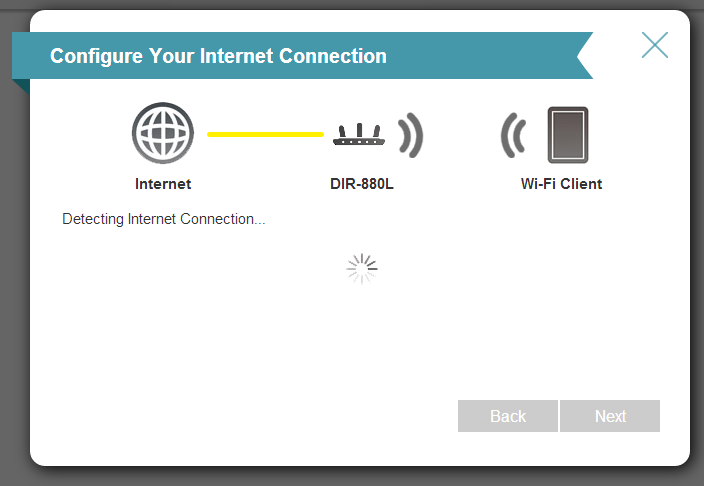 Configure Your Internet Connection
Internet
DIR-880L
Wi-Fi Client
Detecting Internet Connection...
Back
Next